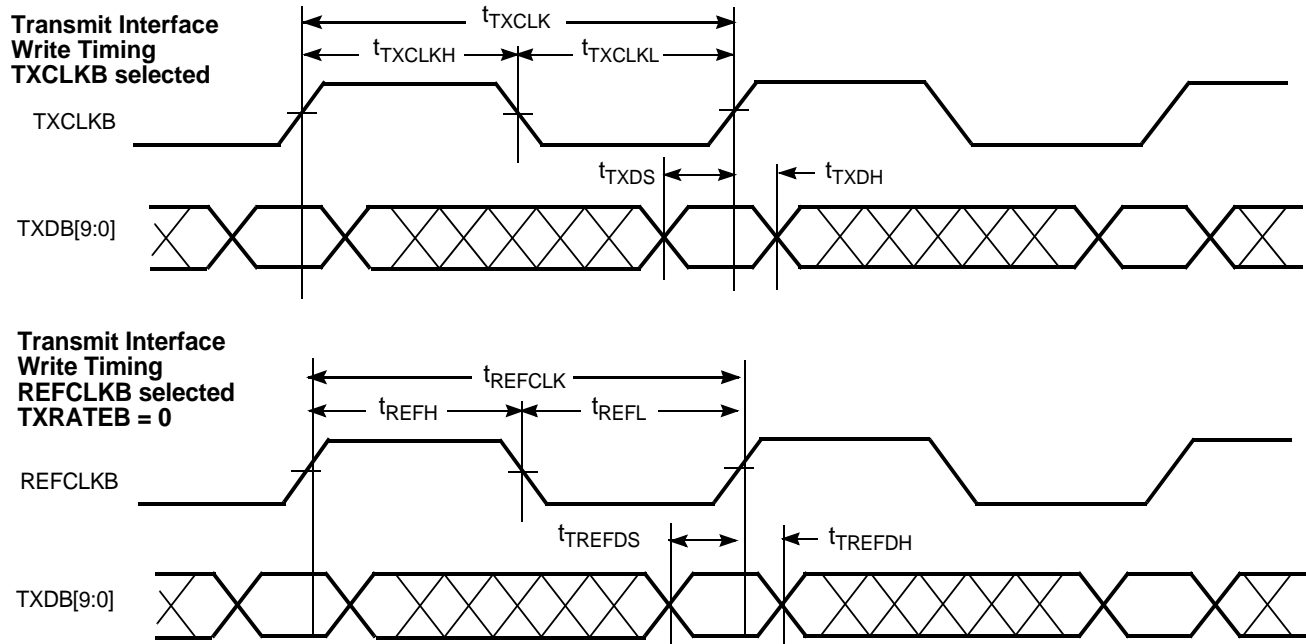 Transmit Interface
Write Timing
TXCLKB selected
tTXCLK
tTXCLKH
tTXCLKL
TXCLKB
tTXDS
tTXDH
TXDB[9:0]
Transmit Interface
Write Timing
REFCLKB selected
TXRATEB = 0
tREFCLK
tREFH
tREFL
REFCLKB
tTREFDS
tTREFDH
TXDB[9:0]